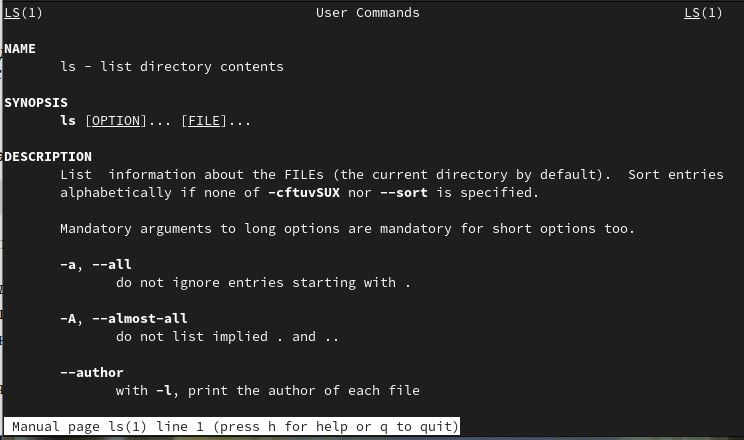 LS(1) User Commands LS(1)
NAME
ls - list directory contents
SYNOPSIS
ls [OPTION]... [FILE]...
DESCRIPTION
List  information about the FILEs (the current directory by default).  Sort entries
alphabetically if none of -cftuvSUX nor --sort is specified.
Mandatory arguments to long options are mandatory for short options too.
-a, --all
do not ignore entries starting with .
-A, --almost-all
do not list implied . and ..
--author
with -l, print the author of each file
Manual page ls(1) line 1 (press h for help or q to quit)